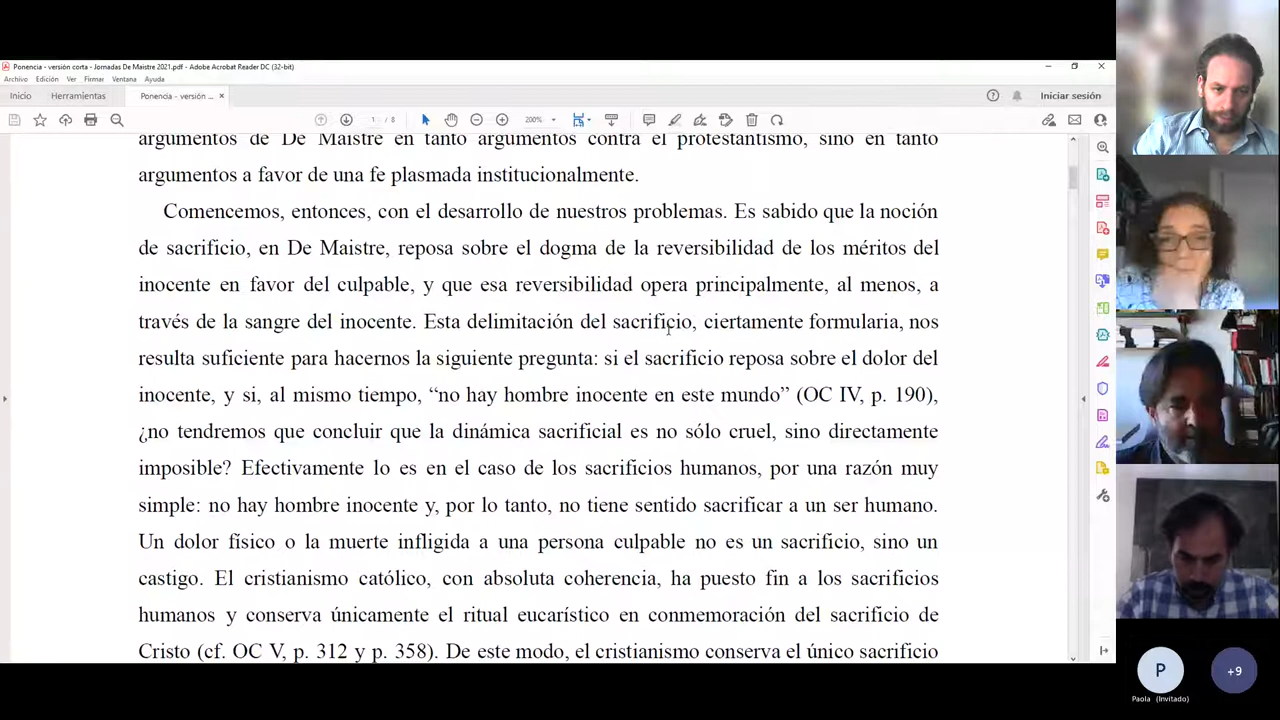 Ponencia - versión corta - Jornadas De Maistre 2021.pdf - Adobe Acrobat Reader DC (32-bit)
Archivo Edición Ver Firmar Ventana Ayuda
Inicio Herramientas Ponencia - versión ... × Iniciar sesión
1 / 8 200%
argumentos de De Maistre en tanto argumentos contra el protestantismo, sino en tanto
argumentos a favor de una fe plasmada institucionalmente.
Comencemos, entonces, con el desarrollo de nuestros problemas. Es sabido que la noción
de sacrificio, en De Maistre, reposa sobre el dogma de la reversibilidad de los méritos del
inocente en favor del culpable, y que esa reversibilidad opera principalmente, al menos, a
través de la sangre del inocente. Esta delimitación del sacrificio, ciertamente formularia, nos
resulta suficiente para hacernos la siguiente pregunta: si el sacrificio reposa sobre el dolor del
inocente, y si, al mismo tiempo, “no hay hombre inocente en este mundo” (OC IV, p. 190),
¿no tendremos que concluir que la dinámica sacrificial es no sólo cruel, sino directamente
imposible? Efectivamente lo es en el caso de los sacrificios humanos, por una razón muy
simple: no hay hombre inocente y, por lo tanto, no tiene sentido sacrificar a un ser humano.
Un dolor físico o la muerte infligida a una persona culpable no es un sacrificio, sino un
castigo. El cristianismo católico, con absoluta coherencia, ha puesto fin a los sacrificios
humanos y conserva únicamente el ritual eucarístico en conmemoración del sacrificio de
Cristo (cf. OC V, p. 312 y p. 358). De este modo, el cristianismo conserva el único sacrificio
P
+9
Paola (Invitado)